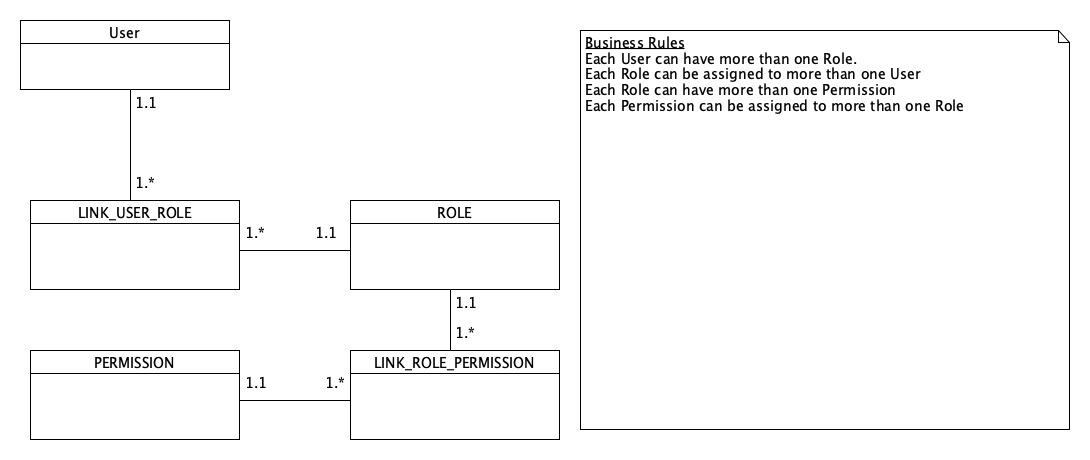 User
1.1
1.*
LINK_USER_ROLE
1.*
1.1
ROLE
1.1
1.*
PERMISSION
1.1
1.*
LINK_ROLE_PERMISSION
Business Rules
Each User can have more than one Role.
Each Role can be assigned to more than one User
Each Role can have more than one Permission
Each Permission can be assigned to more than one Role